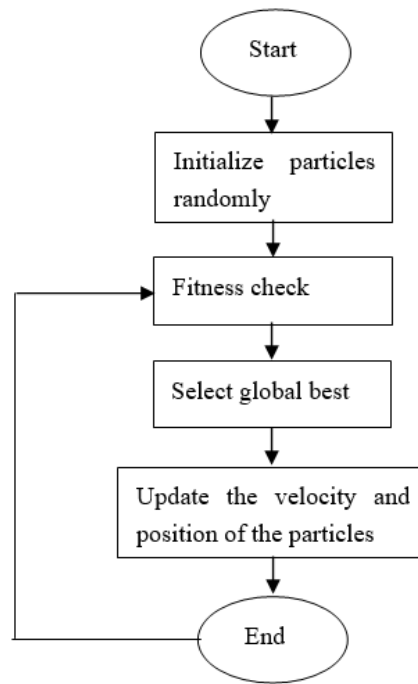 Start
Initialize particles
randomly
Fitness check
Select global best
Update the velocity and
position of the particles
End